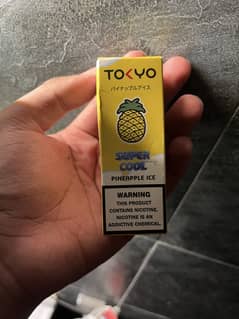 TOKYO
パイナップルアイス
SUPER
COOL
PINEAPPLE ICE
WARNING
THIS PRODUCT
CONTAINS NICOTINE.
NICOTINE IS AN
ADDICTIVE CHEMICAL.